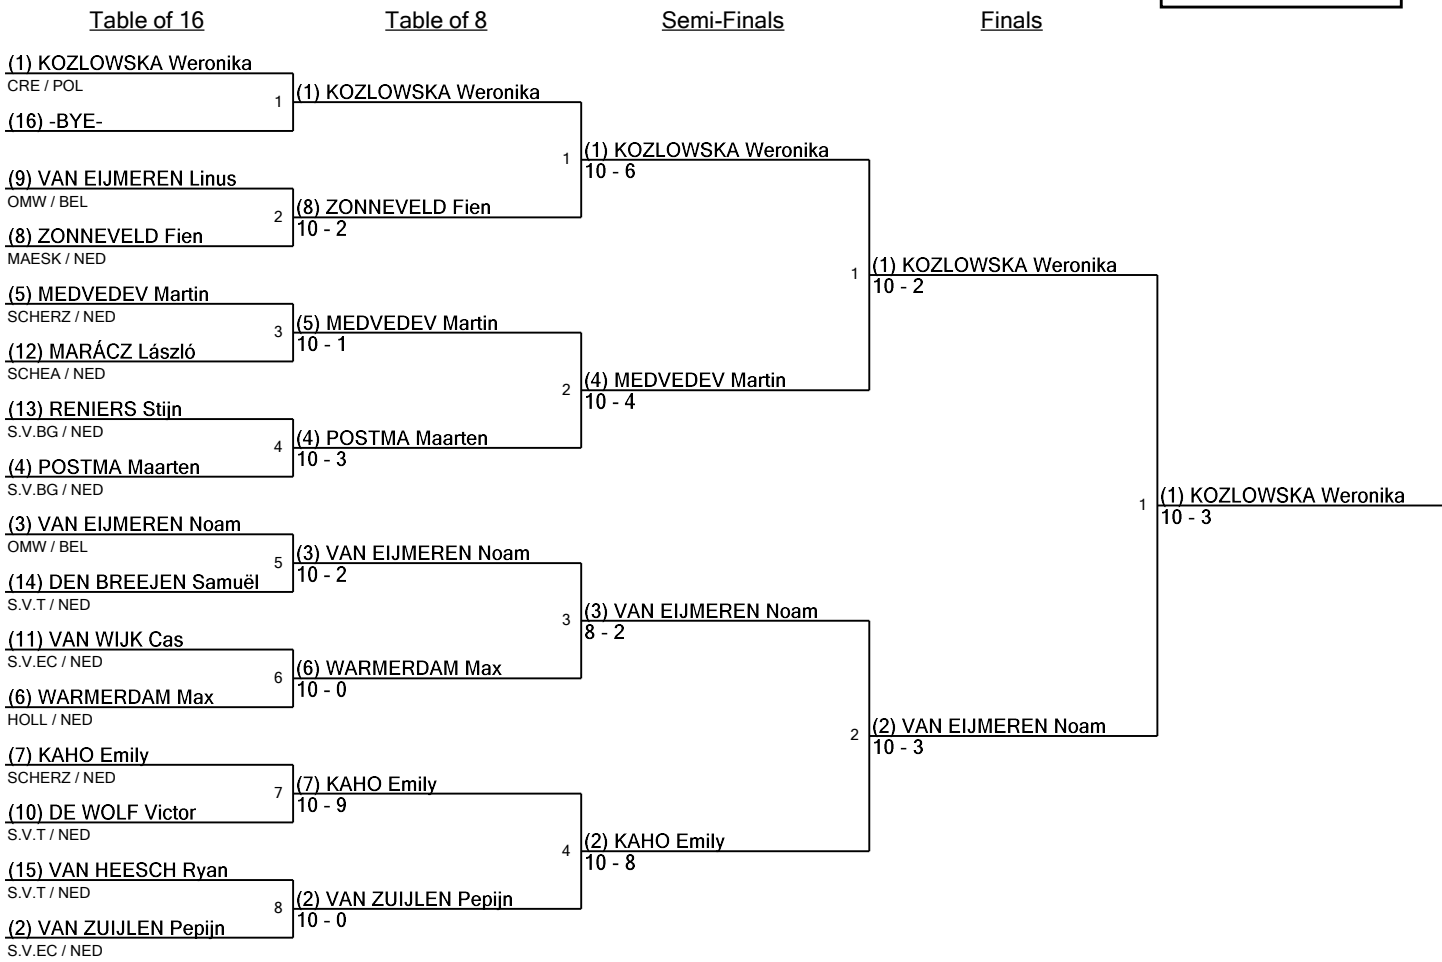 Table of 16
Table of 8
Semi-Finals
Finals
(1) KOZLOWSKA Weronika
CRE / POL
(16) -BYE-
(9) VAN EIJMEREN Linus
OMW / BEL
(8) ZONNEVELD Fien
MAESK / NED
(5) MEDVEDEV Martin
SCHERZ / NED
(12) MARÁCZ László
SCHEA / NED
(13) RENIERS Stijn
S.V.BG / NED
(4) POSTMA Maarten
S.V.BG / NED
(3) VAN EIJMEREN Noam
OMW / BEL
(14) DEN BREEJEN Samuël
S.V.T / NED
(11) VAN WIJK Cas
S.V.EC / NED
(6) WARMERDAM Max
HOLL / NED
(7) KAHO Emily
SCHERZ / NED
(10) DE WOLF Victor
S.V.T / NED
(15) VAN HEESCH Ryan
S.V.T / NED
(2) VAN ZUIJLEN Pepijn
S.V.EC / NED
1
(1) KOZLOWSKA Weronika
2
(8) ZONNEVELD Fien
10 - 2
3
(5) MEDVEDEV Martin
10 - 1
4
(4) POSTMA Maarten
10 - 3
5
(3) VAN EIJMEREN Noam
10 - 2
6
(6) WARMERDAM Max
10 - 0
7
(7) KAHO Emily
10 - 9
8
(2) VAN ZUIJLEN Pepijn
10 - 0
1
(1) KOZLOWSKA Weronika
10 - 6
2
(4) MEDVEDEV Martin
10 - 4
3
(3) VAN EIJMEREN Noam
8 - 2
4
(2) KAHO Emily
10 - 8
1
(1) KOZLOWSKA Weronika
10 - 2
2
(2) VAN EIJMEREN Noam
10 - 3
1
(1) KOZLOWSKA Weronika
10 - 3